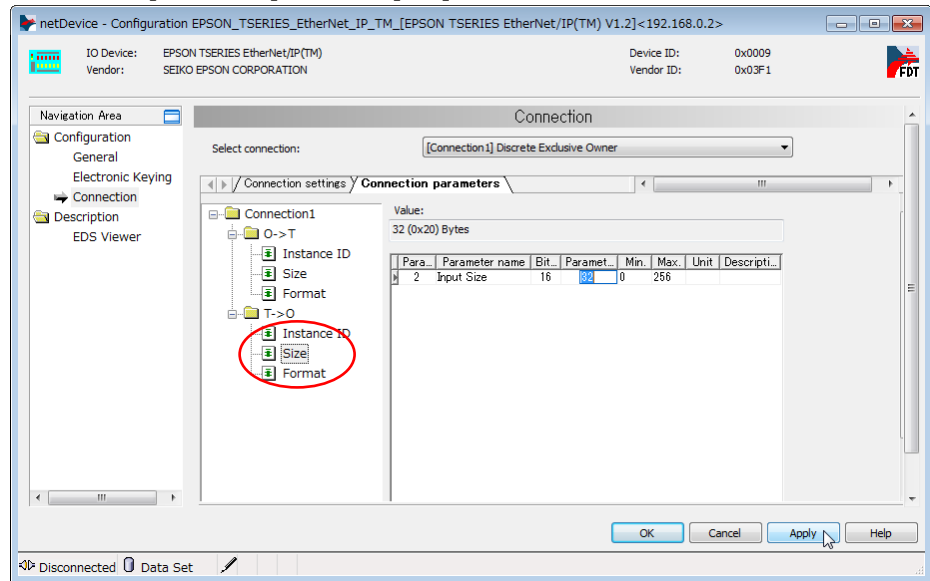 netDevice - Configuration EPSON_TSERIES_EtherNet_IP_TM_[EPSON TSERIES EtherNet/IP(TM) V1.2]<192.168.0.2>
IO Device: EPSON TSERIES EtherNet/IP(TM) Device ID: 0x0009
Vendor: SEIKO EPSON CORPORATION Vendor ID: 0x03F1
FDT
Navigation Area
Configuration
General
Electronic Keying
Connection
Description
EDS Viewer
Connection
Select connection: [Connection1] Discrete Exclusive Owner
Connection settings Connection parameters
Connection1
O->T
Instance ID
Size
Format
T->O
Instance ID
Size
Format
Value:
32 (0x20) Bytes
Para... Parameter name Bit... Paramet... Min. Max. Unit Descripti...
2 Input Size 16 32 0 256
OK Cancel Apply Help
Disconnected Data Set